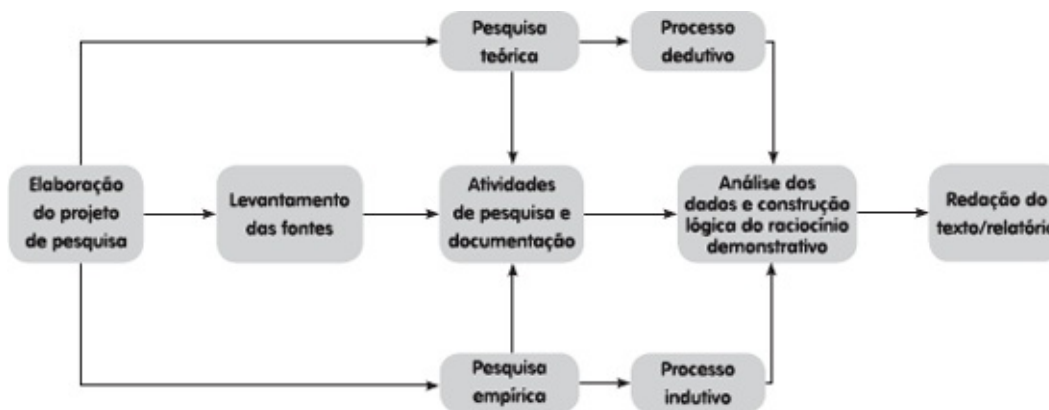 Pesquisa
teórica
Processo
dedutivo
Elaboração
do projeto
de pesquisa
Levantamento
das fontes
Atividades
de pesquisa e
documentação
Análise dos
dados e construção
lógica do raciocínio
demonstrativo
Redação do
texto/relatório
Pesquisa
empírica
Processo
indutivo